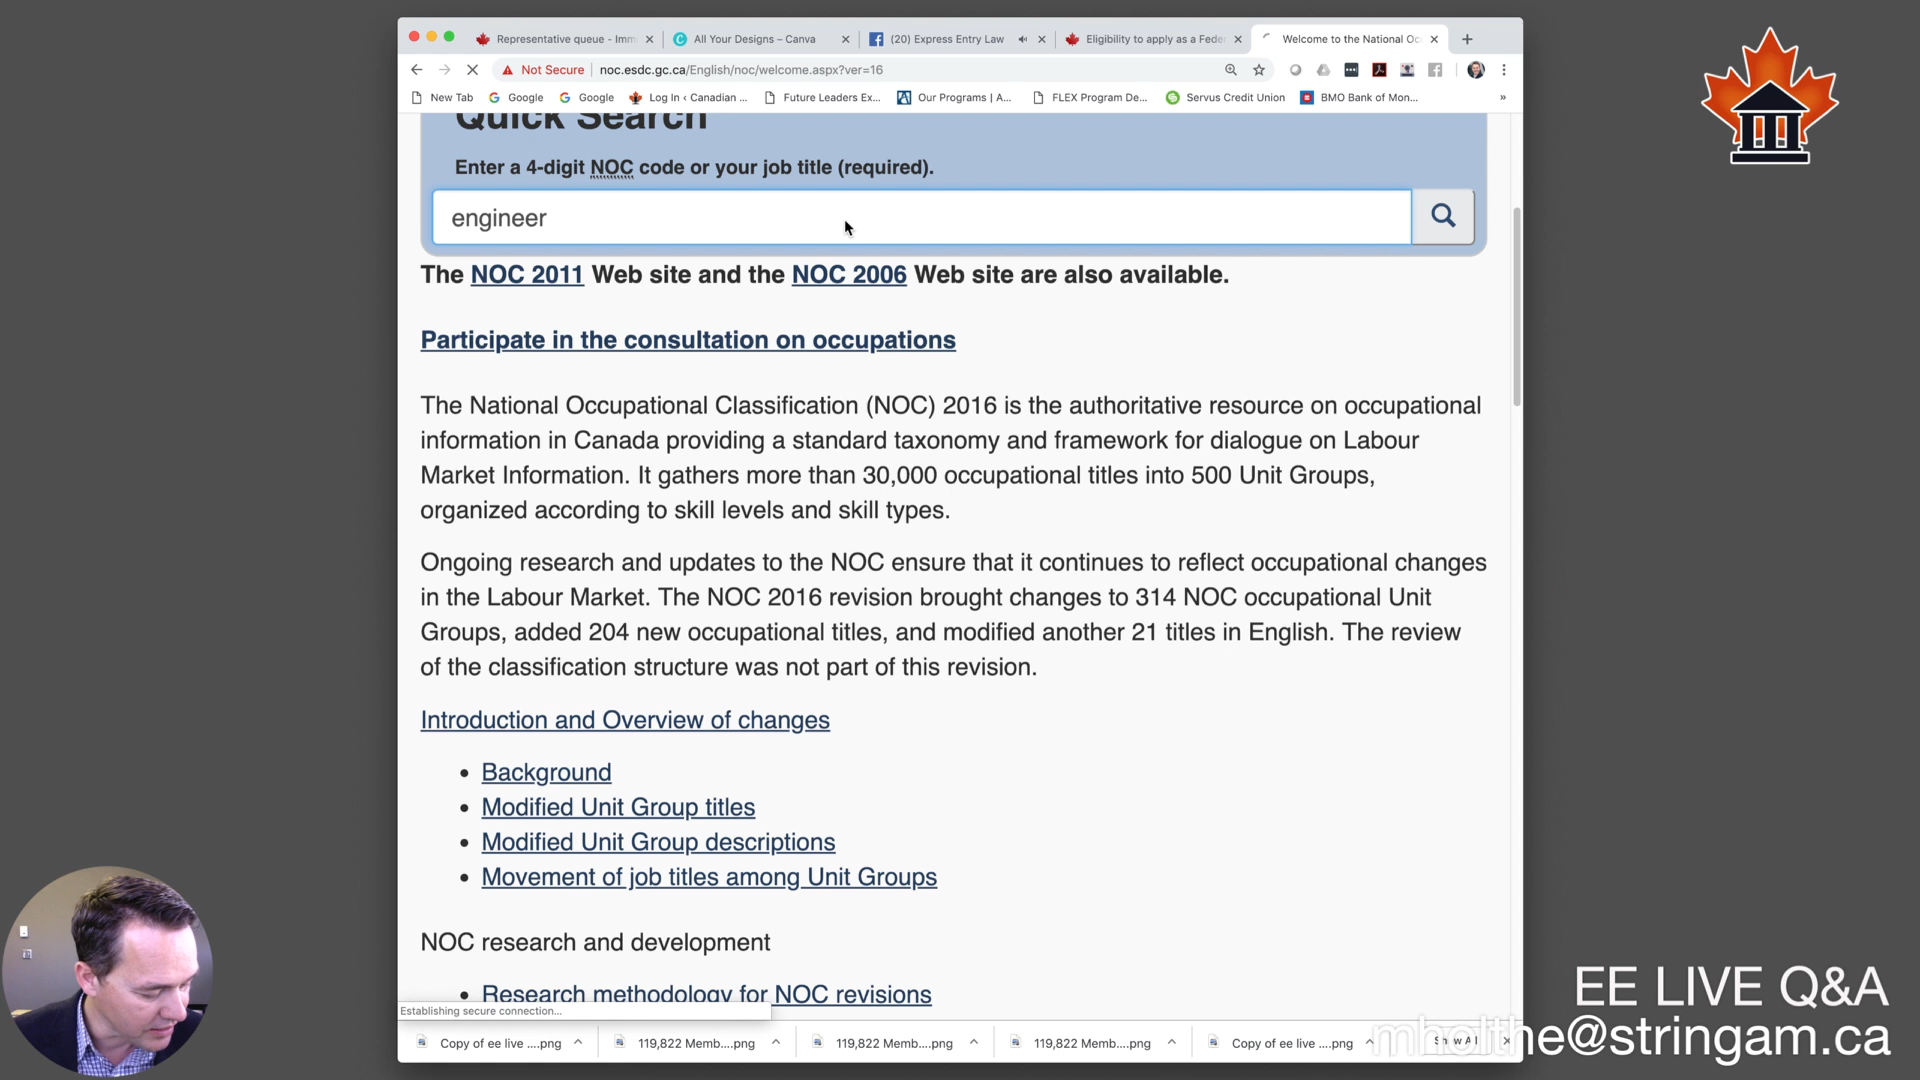 Representative queue - Imm
All Your Designs – Canva
(20) Express Entry Law
Eligibility to apply as a Fede
Welcome to the National Oc
Not Secure
noc.esdc.gc.ca/English/noc/welcome.aspx?ver=16
New Tab
Google
Google
Log In ‹ Canadian ...
Future Leaders Ex...
Our Programs | A...
FLEX Program De...
Servus Credit Union
BMO Bank of Mon...
»
Quick Search
Enter a 4-digit NOC code or your job title (required).
engineer
The NOC 2011 Web site and the NOC 2006 Web site are also available.
Participate in the consultation on occupations
The National Occupational Classification (NOC) 2016 is the authoritative resource on occupational
information in Canada providing a standard taxonomy and framework for dialogue on Labour
Market Information. It gathers more than 30,000 occupational titles into 500 Unit Groups,
organized according to skill levels and skill types.
Ongoing research and updates to the NOC ensure that it continues to reflect occupational changes
in the Labour Market. The NOC 2016 revision brought changes to 314 NOC occupational Unit
Groups, added 204 new occupational titles, and modified another 21 titles in English. The review
of the classification structure was not part of this revision.
Introduction and Overview of changes
• Background
• Modified Unit Group titles
• Modified Unit Group descriptions
• Movement of job titles among Unit Groups
NOC research and development
• Research methodology for NOC revisions
Establishing secure connection...
Copy of ee live ....png
119,822 Memb....png
119,822 Memb....png
119,822 Memb....png
Copy of ee live ....png
Show All
EE LIVE Q&A
mholthe@stringam.ca